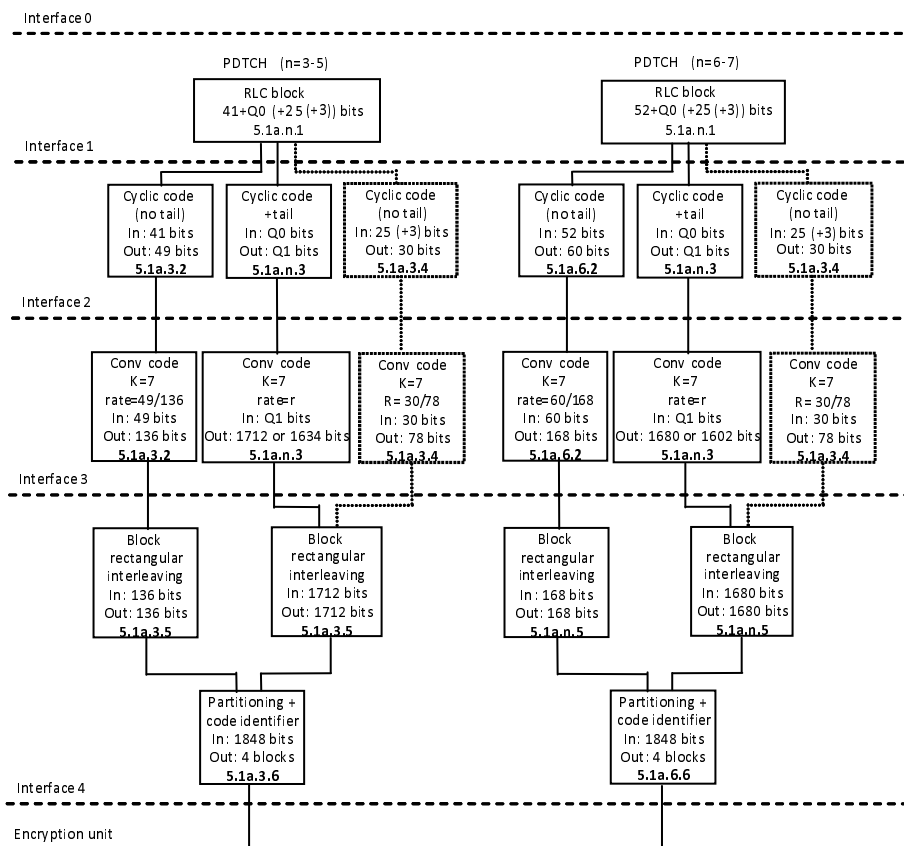 Interface 0
PDTCH (n=3-5)
RLC block
41+Q0 (+25 (+3)) bits
5.1a.n.1
PDTCH (n=6-7)
RLC block
52+Q0 (+25 (+3)) bits
5.1a.n.1
Interface 1
Cyclic code
(no tail)
In: 41 bits
Out: 49 bits
5.1a.3.2
Cyclic code
+tail
In: Q0 bits
Out: Q1 bits
5.1a.n.3
Cyclic code
(no tail)
In: 25 (+3) bits
Out: 30 bits
5.1a.3.4
Cyclic code
(no tail)
In: 52 bits
Out: 60 bits
5.1a.6.2
Cyclic code
+tail
In: Q0 bits
Out: Q1 bits
5.1a.n.3
Cyclic code
(no tail)
In: 25 (+3) bits
Out: 30 bits
5.1a.3.4
Interface 2
Conv code
K=7
rate=49/136
In: 49 bits
Out: 136 bits
5.1a.3.2
Conv code
K=7
rate=r
In: Q1 bits
Out: 1712 or 1634 bits
5.1a.n.3
Conv code
K=7
R= 30/78
In: 30 bits
Out: 78 bits
5.1a.3.4
Conv code
K=7
rate=60/168
In: 60 bits
Out: 168 bits
5.1a.6.2
Conv code
K=7
rate=r
In: Q1 bits
Out: 1680 or 1602 bits
5.1a.n.3
Conv code
K=7
R= 30/78
In: 30 bits
Out: 78 bits
5.1a.3.4
Interface 3
Block
rectangular
interleaving
In: 136 bits
Out: 136 bits
5.1a.3.5
Block
rectangular
interleaving
In: 1712 bits
Out: 1712 bits
5.1a.3.5
Block
rectangular
interleaving
In: 168 bits
Out: 168 bits
5.1a.n.5
Block
rectangular
interleaving
In: 1680 bits
Out: 1680 bits
5.1a.n.5
Partitioning +
code identifier
In: 1848 bits
Out: 4 blocks
5.1a.3.6
Partitioning +
code identifier
In: 1848 bits
Out: 4 blocks
5.1a.6.6
Interface 4
Encryption unit